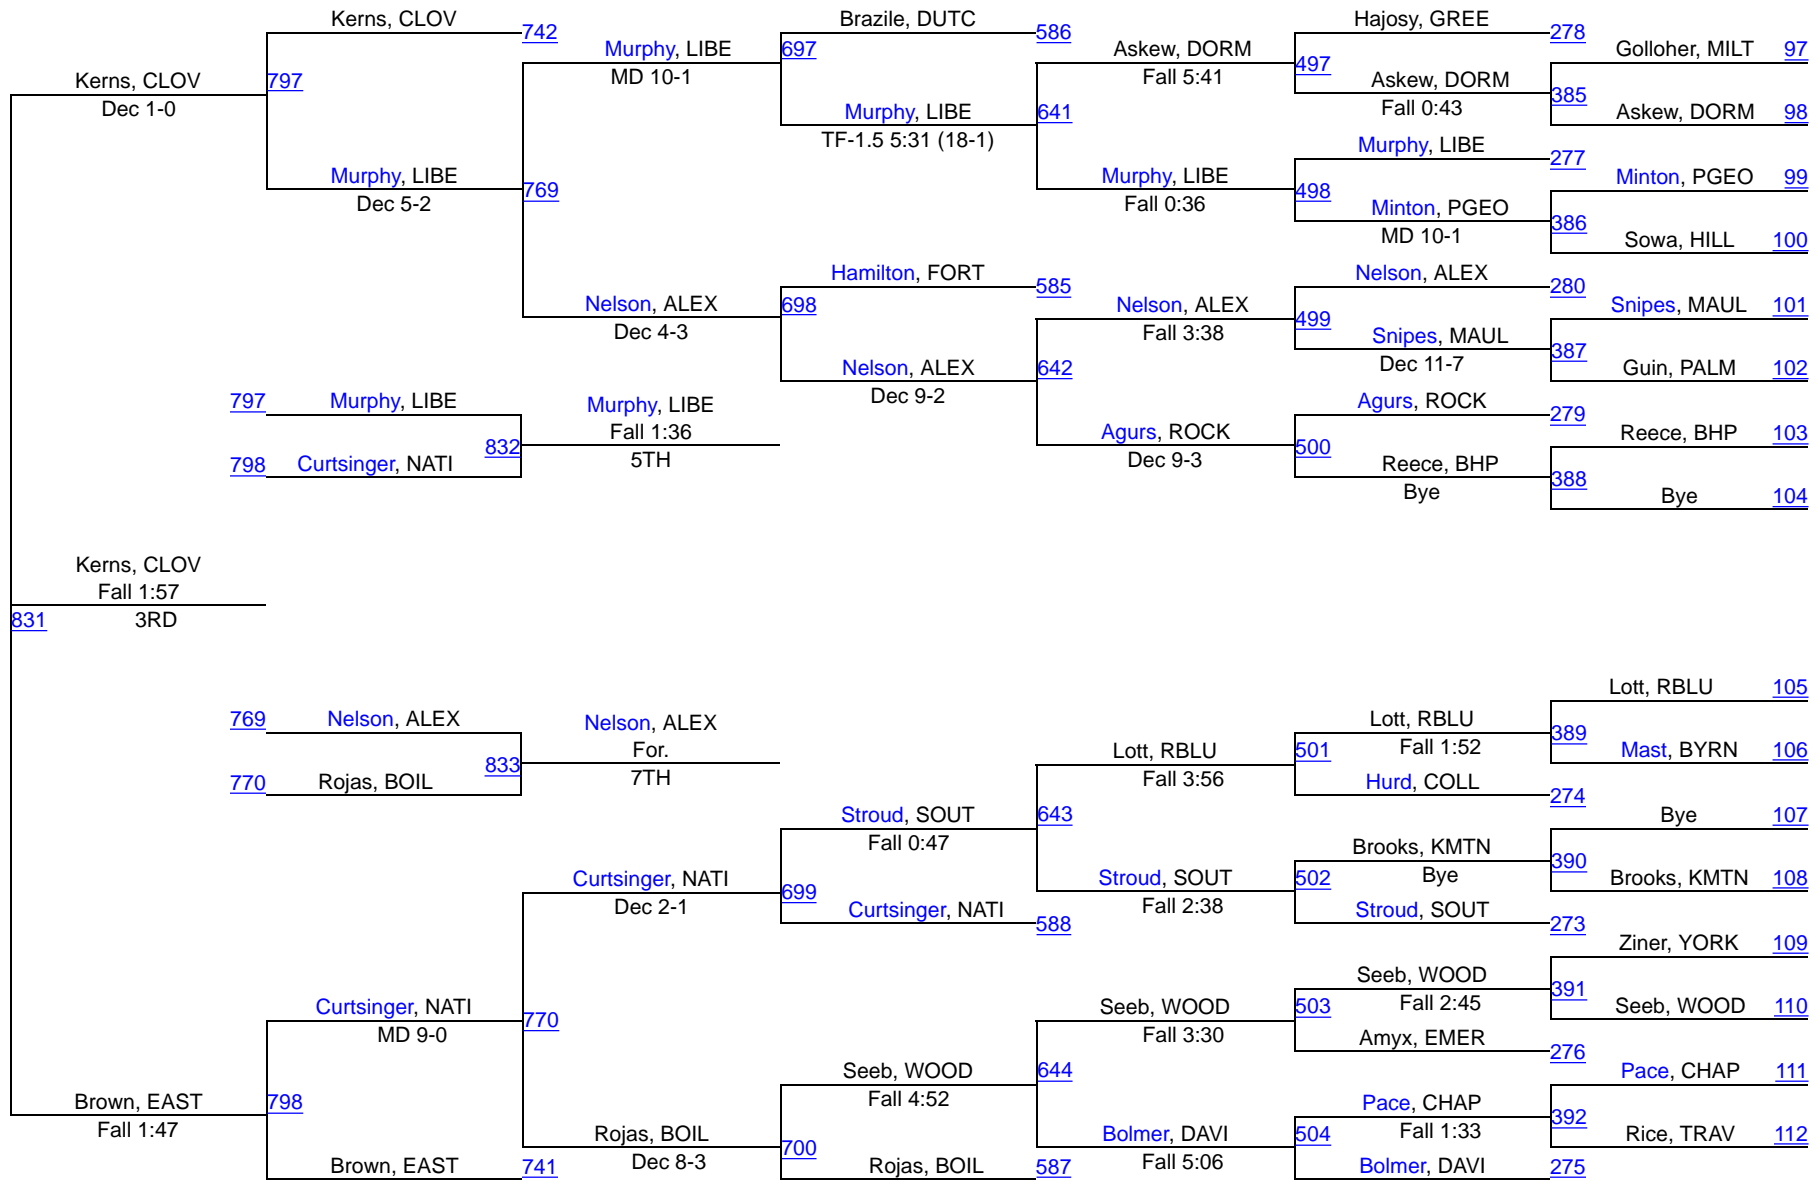 Kerns, CLOV
742
797
Kerns, CLOV
Dec 1-0
Murphy, LIBE
Dec 5-2
Murphy, LIBE
MD 10-1
769
Nelson, ALEX
Dec 4-3
Brazile, DUTC
586
697
Murphy, LIBE
TF-1.5 5:31 (18-1)
641
Askew, DORM
Fall 5:41
Murphy, LIBE
Fall 0:36
Hajosy, GREE
278
497
Askew, DORM
Fall 0:43
385
Golloher, MILT 97
Askew, DORM 98
Murphy, LIBE
277
498
Minton, PGEO
MD 10-1
386
Minton, PGEO 99
Sowa, HILL 100
Hamilton, FORT
585
698
Nelson, ALEX
Dec 9-2
642
Nelson, ALEX
Fall 3:38
Agurs, ROCK
Dec 9-3
Nelson, ALEX
280
499
Snipes, MAUL
Dec 11-7
387
Snipes, MAUL 101
Guin, PALM 102
Agurs, ROCK
279
500
Reece, BHP
Bye
388
Reece, BHP 103
Bye 104
797 Murphy, LIBE
798 Curtsinger, NATI
832
Murphy, LIBE
Fall 1:36
5TH
Kerns, CLOV
Fall 1:57
831
3RD
769 Nelson, ALEX
770 Rojas, BOIL
833
Nelson, ALEX
For.
7TH
Stroud, SOUT
Fall 0:47
643
Curtsinger, NATI
Dec 2-1
699
Curtsinger, NATI
588
Lott, RBLU
Fall 3:56
501
Lott, RBLU
Fall 1:52
389
Lott, RBLU 105
Mast, BYRN 106
Hurd, COLL
274
Stroud, SOUT
Fall 2:38
502
Brooks, KMTN
Bye
390
Bye 107
Brooks, KMTN 108
Stroud, SOUT
273
Curtsinger, NATI
MD 9-0
770
Brown, EAST
Fall 1:47
798
Brown, EAST
741
Rojas, BOIL
Dec 8-3
700
Seeb, WOOD
Fall 4:52
644
Rojas, BOIL
587
Seeb, WOOD
Fall 3:30
503
Seeb, WOOD
Fall 2:45
391
Ziner, YORK 109
Seeb, WOOD 110
Amyx, EMER
276
Bolmer, DAVI
Fall 5:06
504
Pace, CHAP
Fall 1:33
392
Pace, CHAP 111
Rice, TRAV 112
Bolmer, DAVI
275